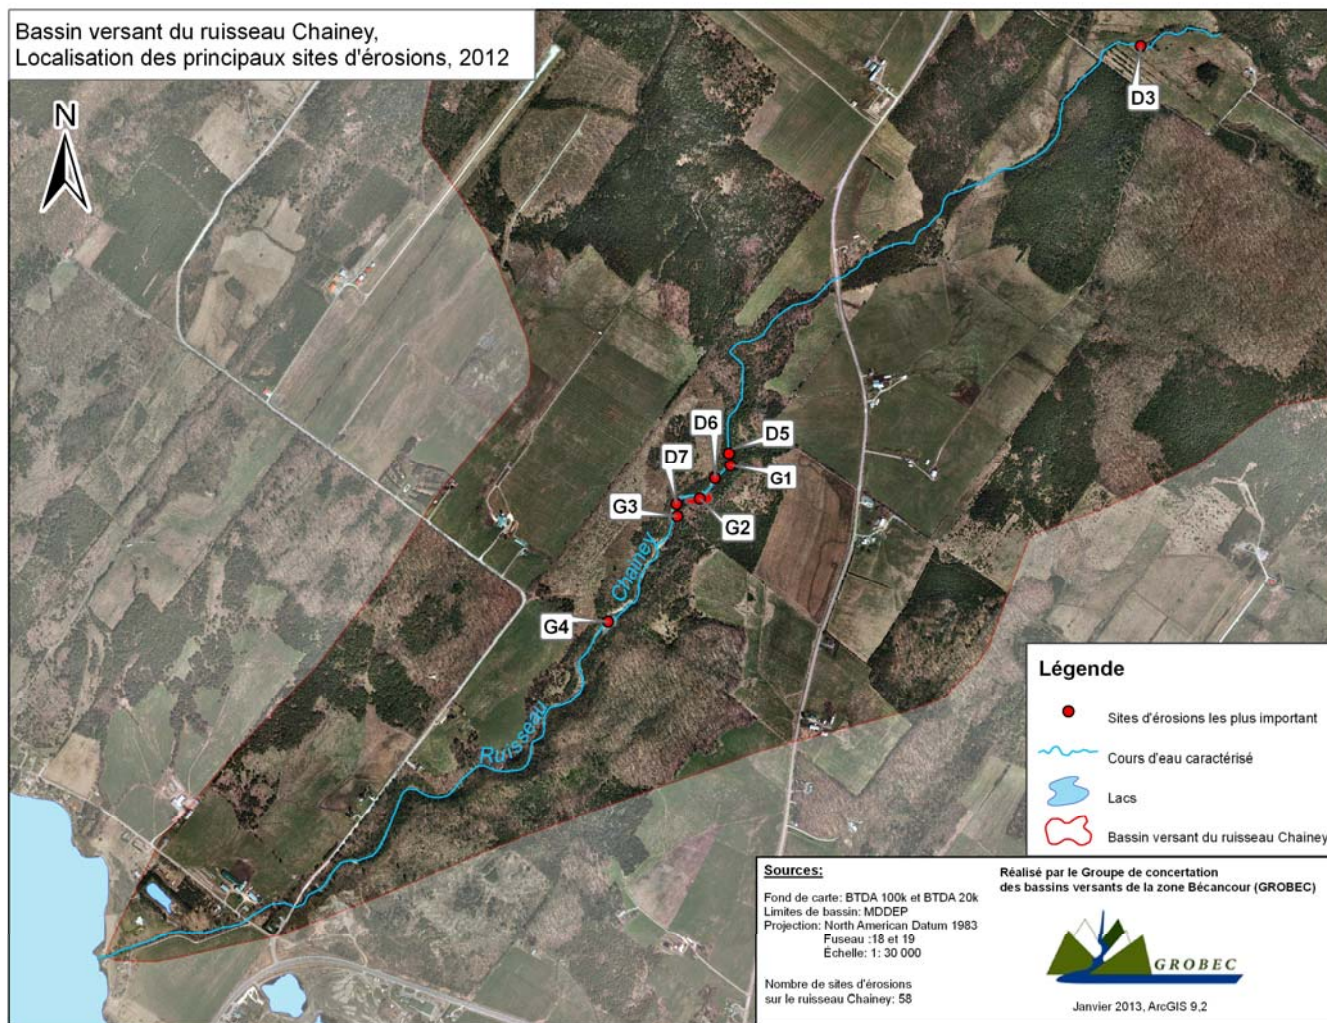 Bassin versant du ruisseau Chainey,
Localisation des principaux sites d'érosions, 2012
N
D3
D6
D5
D7
G1
G3
G2
Chainey
G4
Ruisseau
Légende
Sites d'érosions les plus important
Cours d'eau caractérisé
Lacs
Bassin versant du ruisseau Chainey
Sources:
Fond de carte: BTDA 100k et BTDA 20k
Limites de bassin: MDDEP
Projection: North American Datum 1983
Fuseau :18 et 19
Échelle: 1: 30 000
Nombre de sites d'érosions
sur le ruisseau Chainey: 58
Réalisé par le Groupe de concertation
des bassins versants de la zone Bécancour (GROBEC)
GROBEC
Janvier 2013, ArcGIS 9,2